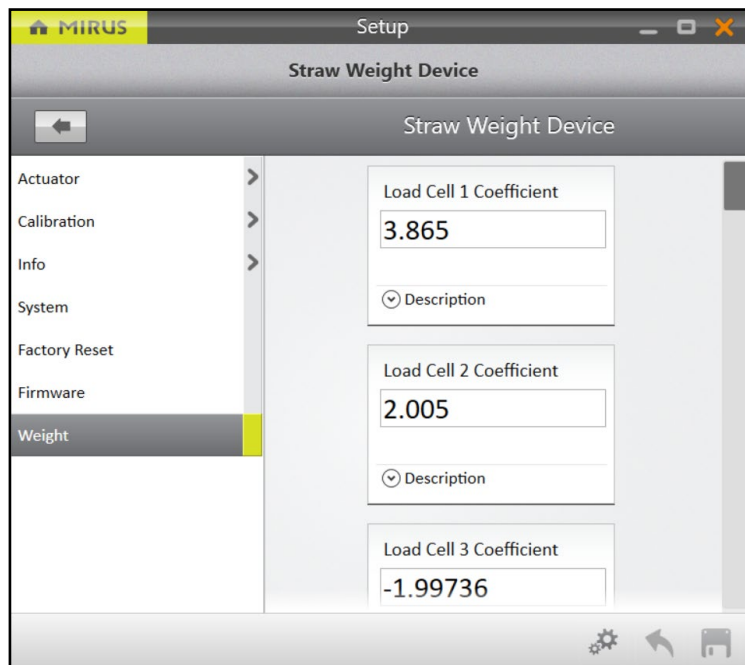 MIRUS
Setup
Straw Weight Device
Straw Weight Device
Actuator
Calibration
Info
System
Factory Reset
Firmware
Weight
Load Cell 1 Coefficient
3.865
Description
Load Cell 2 Coefficient
2.005
Description
Load Cell 3 Coefficient
-1.99736